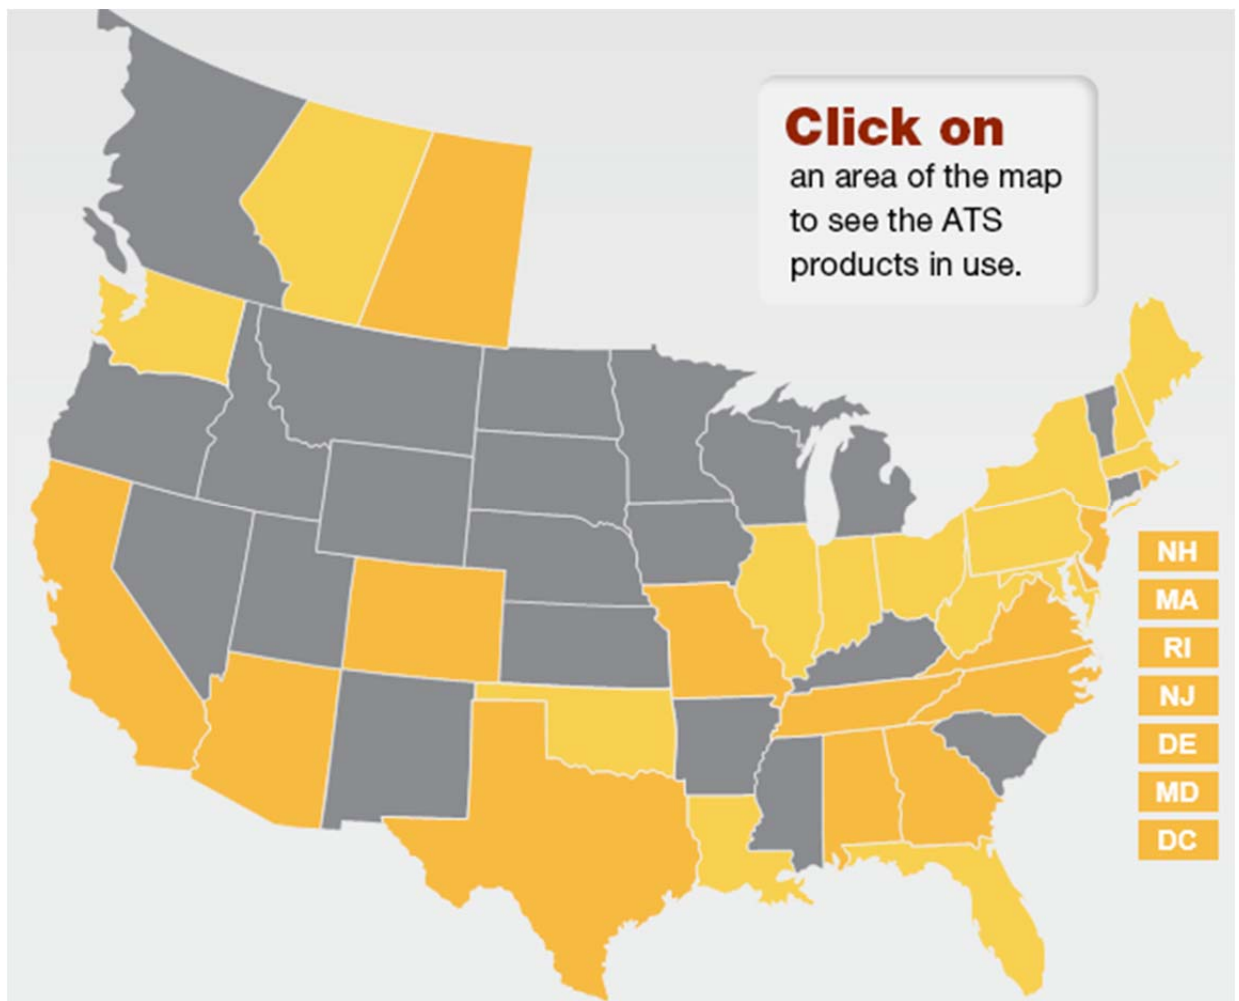 Click on
an area of the map
to see the ATS
products in use.
NH
MA
RI
NJ
DE
MD
DC